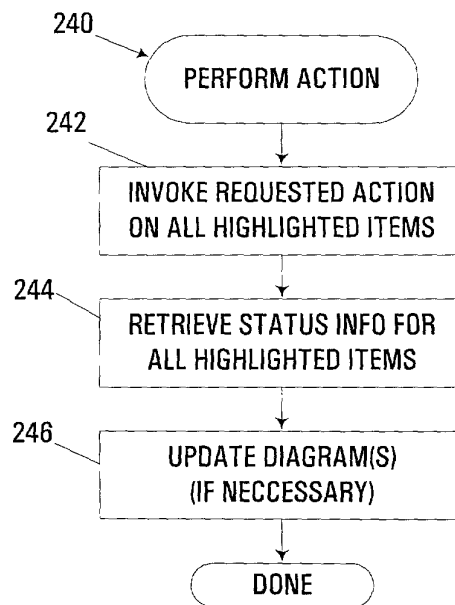 240
PERFORM ACTION
242
INVOKE REQUESTED ACTION
ON ALL HIGHLIGHTED ITEMS
244
RETRIEVE STATUS INFO FOR
ALL HIGHLIGHTED ITEMS
246
UPDATE DIAGRAM(S)
(IF NECCESSARY)
DONE